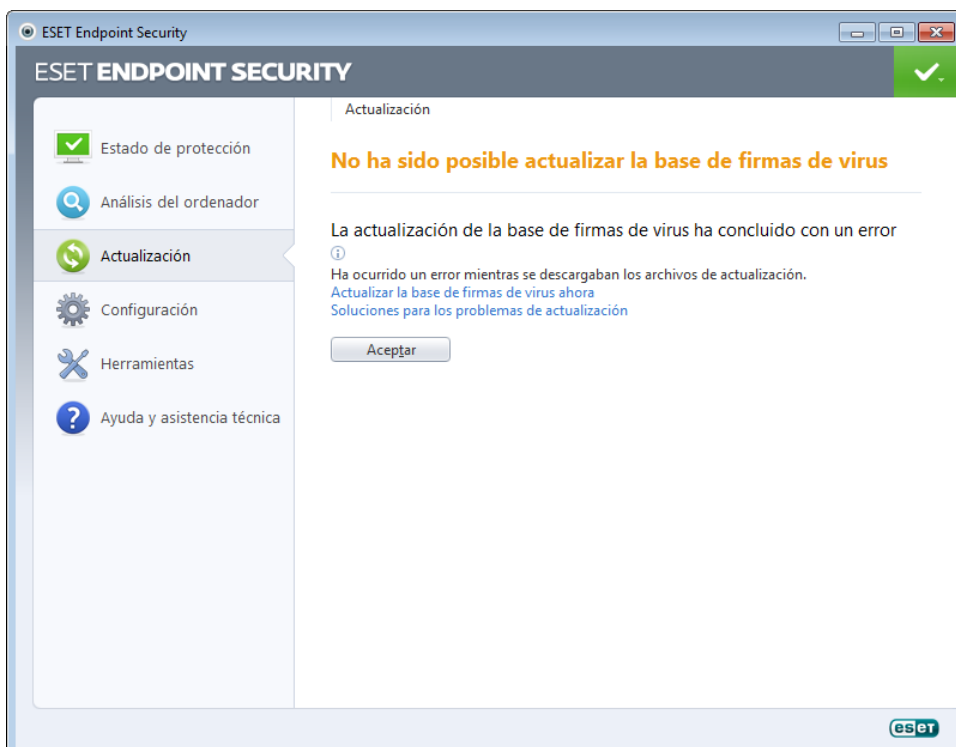 ESET Endpoint Security
ESET ENDPOINT SECURITY
Actualización
Estado de protección
Análisis del ordenador
Actualización
Configuración
Herramientas
Ayuda y asistencia técnica
No ha sido posible actualizar la base de firmas de virus
La actualización de la base de firmas de virus ha concluido con un error
Ha ocurrido un error mientras se descargaban los archivos de actualización.
Actualizar la base de firmas de virus ahora
Soluciones para los problemas de actualización
Aceptar
eseT